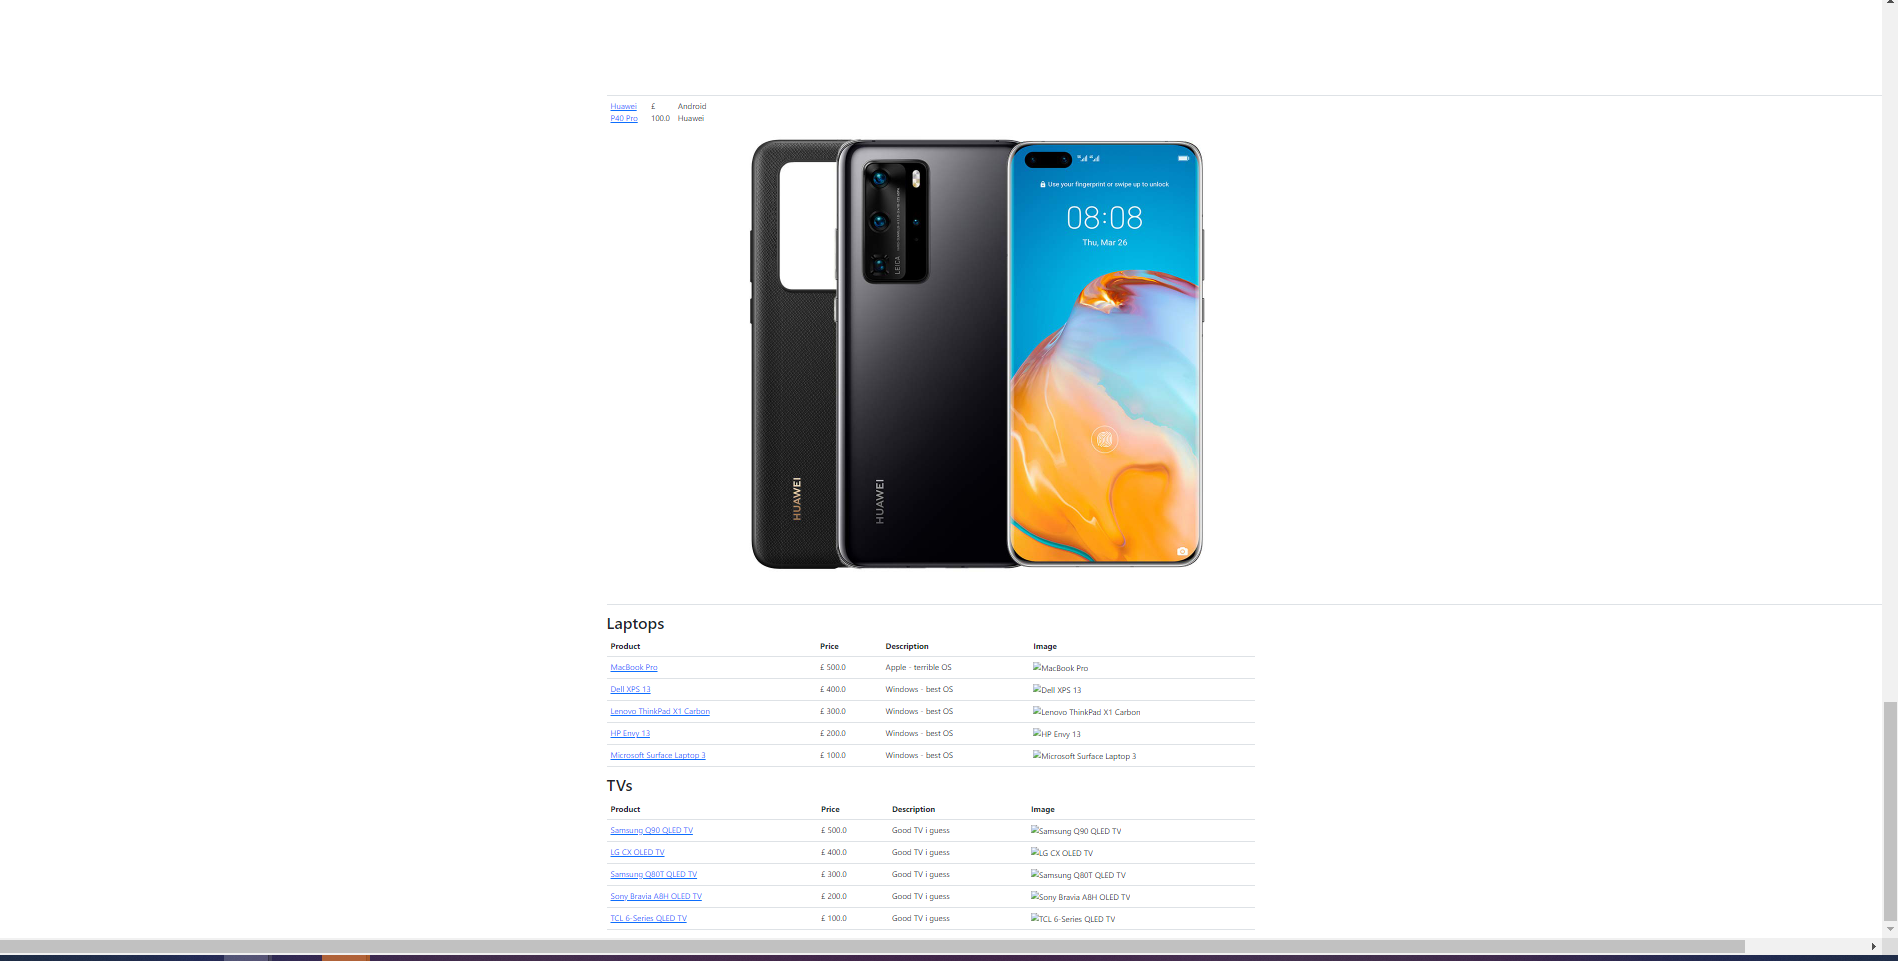 Huawei £ Android
P40 Pro 100.0 Huawei
Use your fingerprint or swipe up to unlock
08:08
Thu, Mar 26
LEICA
HUAWEI
HUAWEI
Laptops
Product Price Description Image
MacBook Pro £ 500.0 Apple - terrible OS MacBook Pro
Dell XPS 13 £ 400.0 Windows - best OS Dell XPS 13
Lenovo ThinkPad X1 Carbon £ 300.0 Windows - best OS Lenovo ThinkPad X1 Carbon
HP Envy 13 £ 200.0 Windows - best OS HP Envy 13
Microsoft Surface Laptop 3 £ 100.0 Windows - best OS Microsoft Surface Laptop 3
TVs
Product Price Description Image
Samsung Q90 QLED TV £ 500.0 Good TV i guess Samsung Q90 QLED TV
LG CX OLED TV £ 400.0 Good TV i guess LG CX OLED TV
Samsung Q80T QLED TV £ 300.0 Good TV i guess Samsung Q80T QLED TV
Sony Bravia A8H OLED TV £ 200.0 Good TV i guess Sony Bravia A8H OLED TV
TCL 6-Series QLED TV £ 100.0 Good TV i guess TCL 6-Series QLED TV